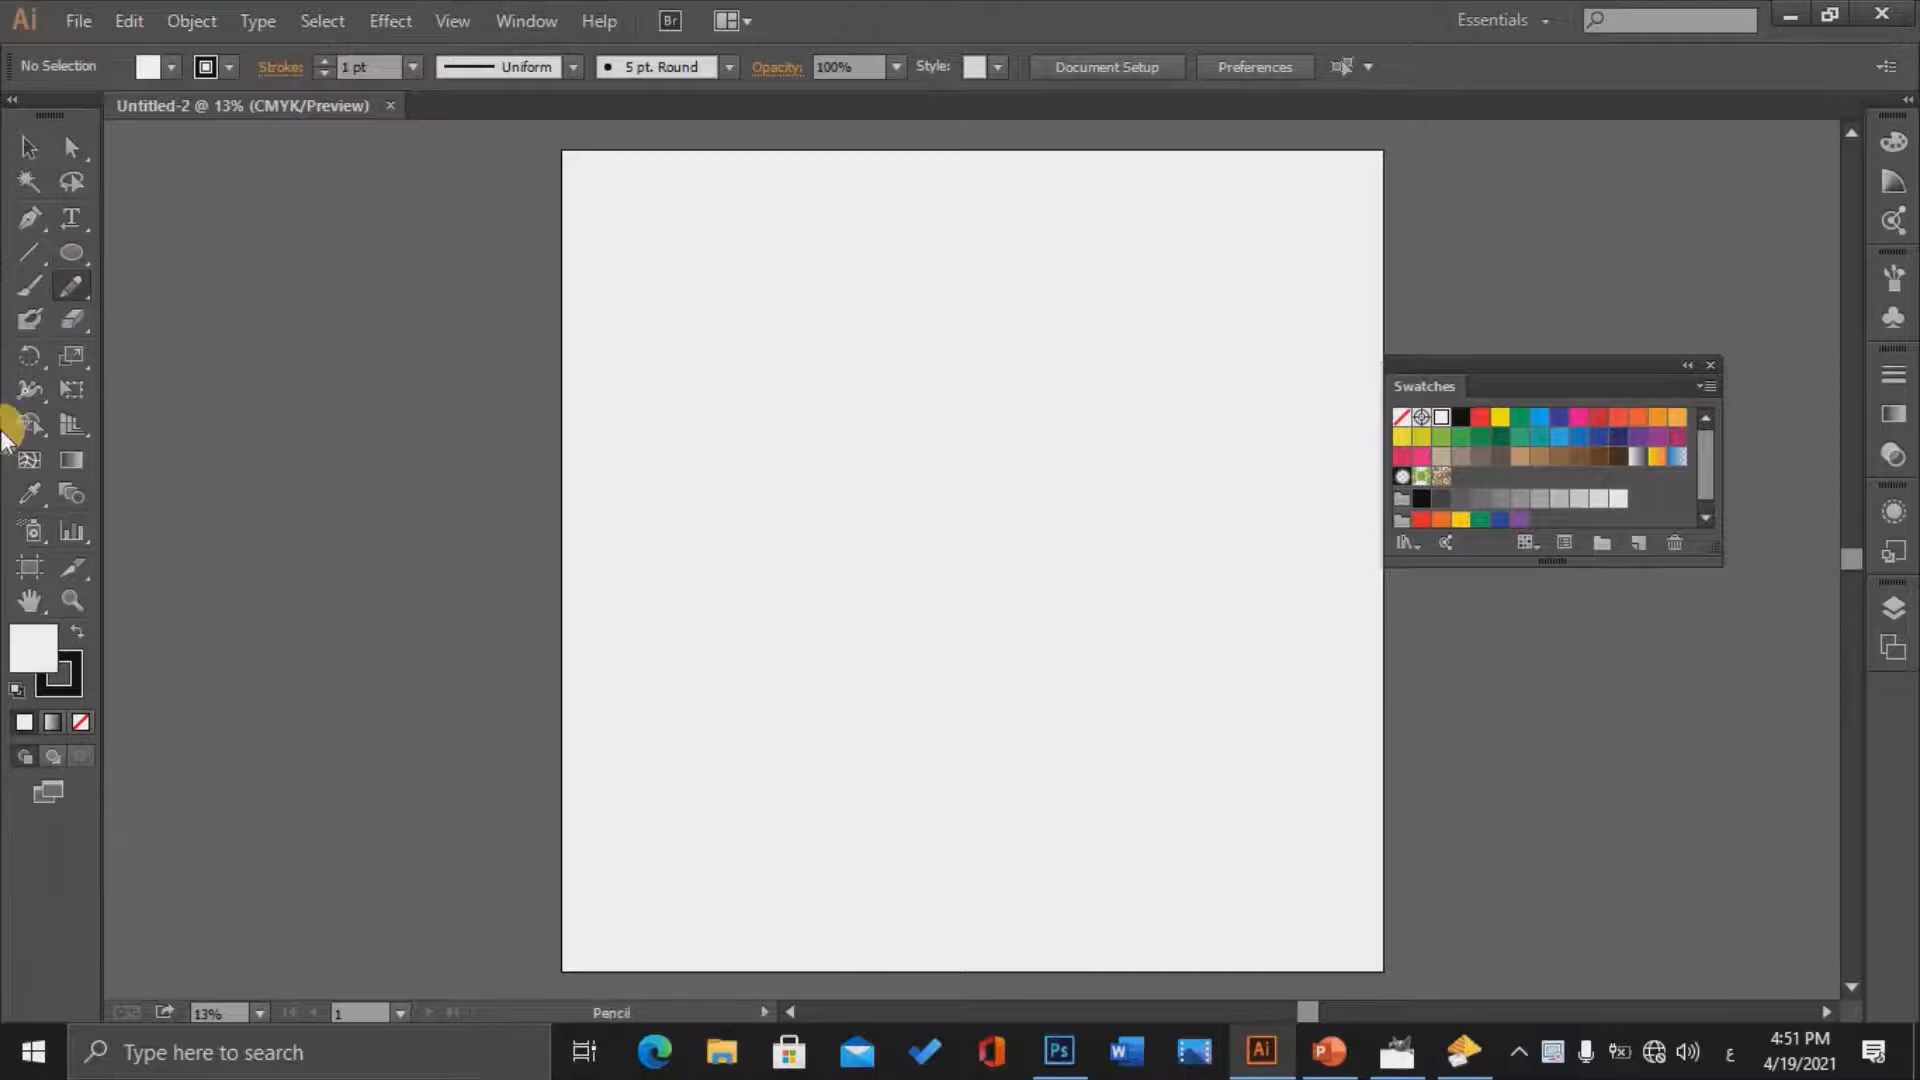 Ai File Edit Object Type Select Effect View Window Help Br Essentials
No Selection Stroke: 1 pt Uniform 5 pt. Round Opacity: 100% Style: Document Setup Preferences
Untitled-2 @ 13% (CMYK/Preview)
Swatches
13% 1 Pencil
Type here to search Ps W Ai P ع 4:51 PM
4/19/2021